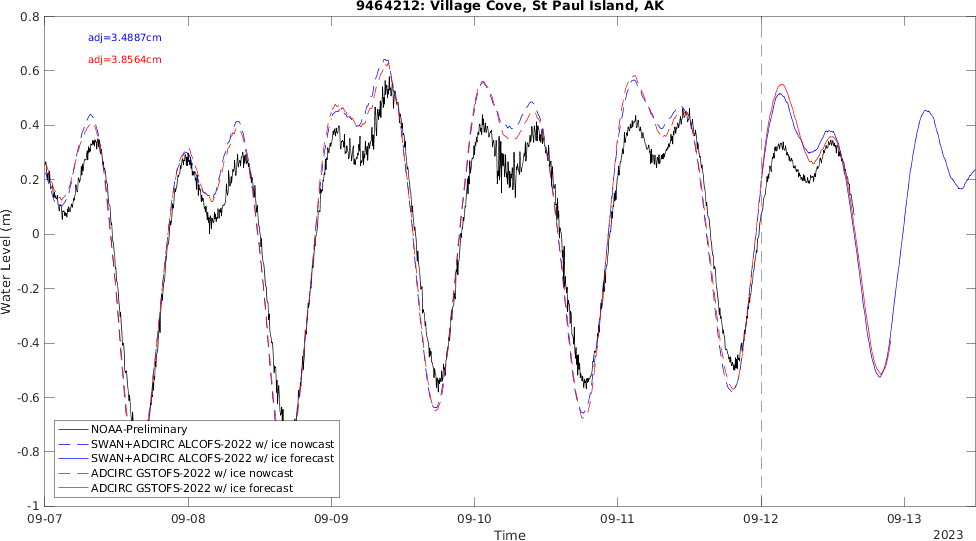 9464212: Village Cove, St Paul Island, AK
adj=3.4887cm
adj=3.8564cm
0.8
0.6
0.4
0.2
0
-0.2
-0.4
-0.6
-0.8
-1
Water Level (m)
NOAA-Preliminary
SWAN+ADCIRC ALCOFS-2022 w/ ice nowcast
SWAN+ADCIRC ALCOFS-2022 w/ ice forecast
ADCIRC GSTOFS-2022 w/ ice nowcast
ADCIRC GSTOFS-2022 w/ ice forecast
09-07 09-08 09-09 09-10 09-11 09-12 09-13
Time
2023